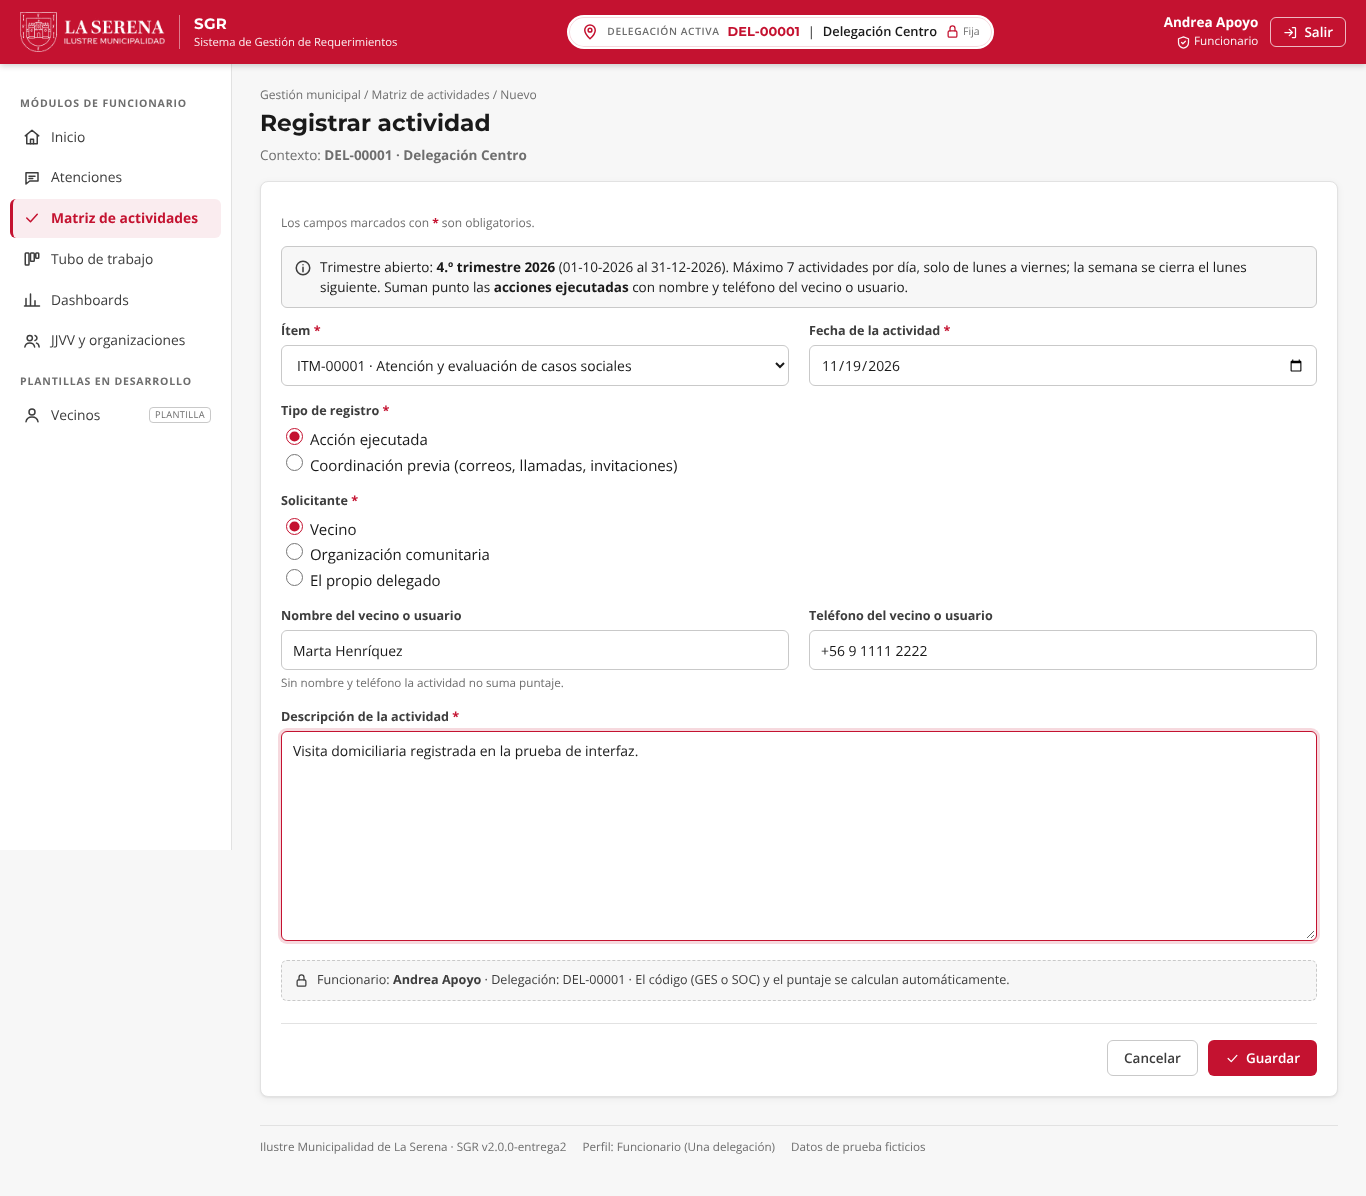 LA SERENA
ILUSTRE MUNICIPALIDAD
SGR
Sistema de Gestión de Requerimientos
DELEGACIÓN ACTIVA DEL-00001 | Delegación Centro Fija
Andrea Apoyo
Funcionario
Salir
MÓDULOS DE FUNCIONARIO
Inicio
Atenciones
Matriz de actividades
Tubo de trabajo
Dashboards
JJVV y organizaciones
PLANTILLAS EN DESARROLLO
Vecinos PLANTILLA
Gestión municipal / Matriz de actividades / Nuevo
Registrar actividad
Contexto: DEL-00001 · Delegación Centro
Los campos marcados con * son obligatorios.
Trimestre abierto: 4.º trimestre 2026 (01-10-2026 al 31-12-2026). Máximo 7 actividades por día, solo de lunes a viernes; la semana se cierra el lunes
siguiente. Suman punto las acciones ejecutadas con nombre y teléfono del vecino o usuario.
Ítem * Fecha de la actividad *
ITM-00001 · Atención y evaluación de casos sociales 11/19/2026
Tipo de registro *
Acción ejecutada
Coordinación previa (correos, llamadas, invitaciones)
Solicitante *
Vecino
Organización comunitaria
El propio delegado
Nombre del vecino o usuario Teléfono del vecino o usuario
Marta Henríquez +56 9 1111 2222
Sin nombre y teléfono la actividad no suma puntaje.
Descripción de la actividad *
Visita domiciliaria registrada en la prueba de interfaz.
Funcionario: Andrea Apoyo · Delegación: DEL-00001 · El código (GES o SOC) y el puntaje se calculan automáticamente.
Cancelar Guardar
Ilustre Municipalidad de La Serena · SGR v2.0.0-entrega2 Perfil: Funcionario (Una delegación) Datos de prueba ficticios